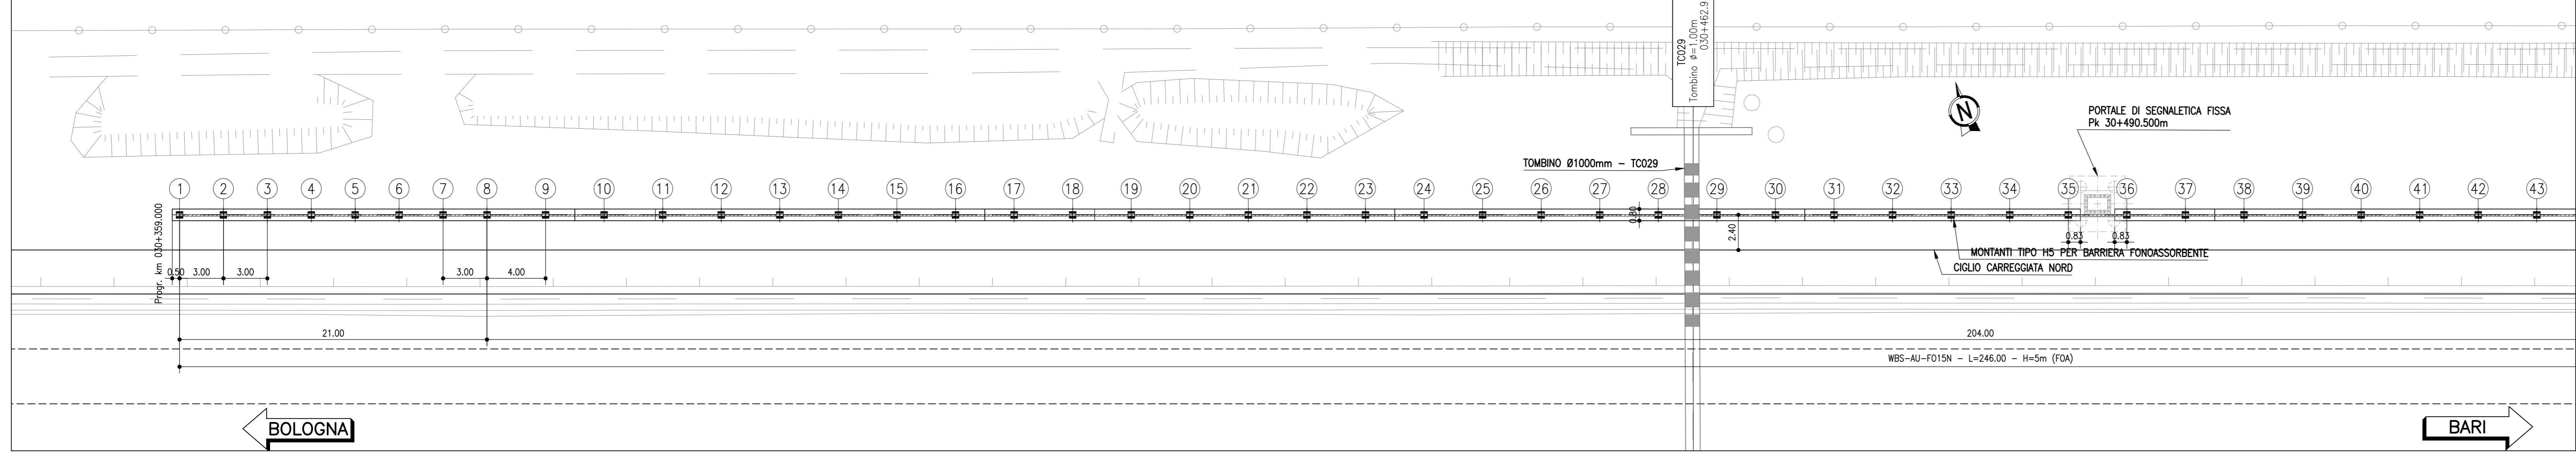 TC029
Tombino Ø=1.00m
030+462.9
N
PORTALE DI SEGNALETICA FISSA
Pk 30+490.500m
TOMBINO Ø1000mm - TC029
1 2 3 4 5 6 7 8 9 10 11 12 13 14 15 16 17 18 19 20 21 22 23 24 25 26 27 28 29 30 31 32 33 34 35 36 37 38 39 40 41 42 43
Progr. km 030+359.000
0.80
2.40
0.83 0.83
MONTANTI TIPO H5 PER BARRIERA FONOASSORBENTE
CIGLIO CARREGGIATA NORD
0.50 3.00 3.00 3.00 4.00
21.00 204.00
WBS-AU-FO15N - L=246.00 - H=5m (FOA)
BOLOGNA
BARI